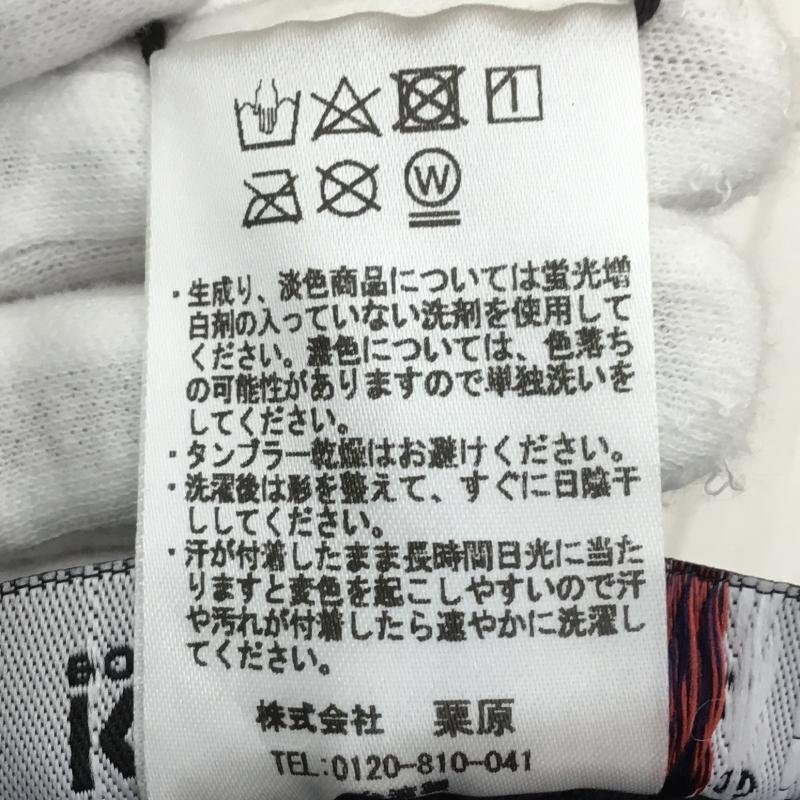 W
・生成り、淡色商品については蛍光増
白剤の入っていない洗剤を使用して
ください。濃色については、色落ち
の可能性がありますので単独洗いを
してください。
・タンブラー乾燥はお避けください。
・洗濯後は形を整えて、すぐに日陰干
ししてください。
・汗が付着したまま長時間日光に当た
りますと変色を起こしやすいので汗
や汚れが付着したら速やかに洗濯し
てください。
株式会社 栗原
TEL:0120-810-041
BO
K